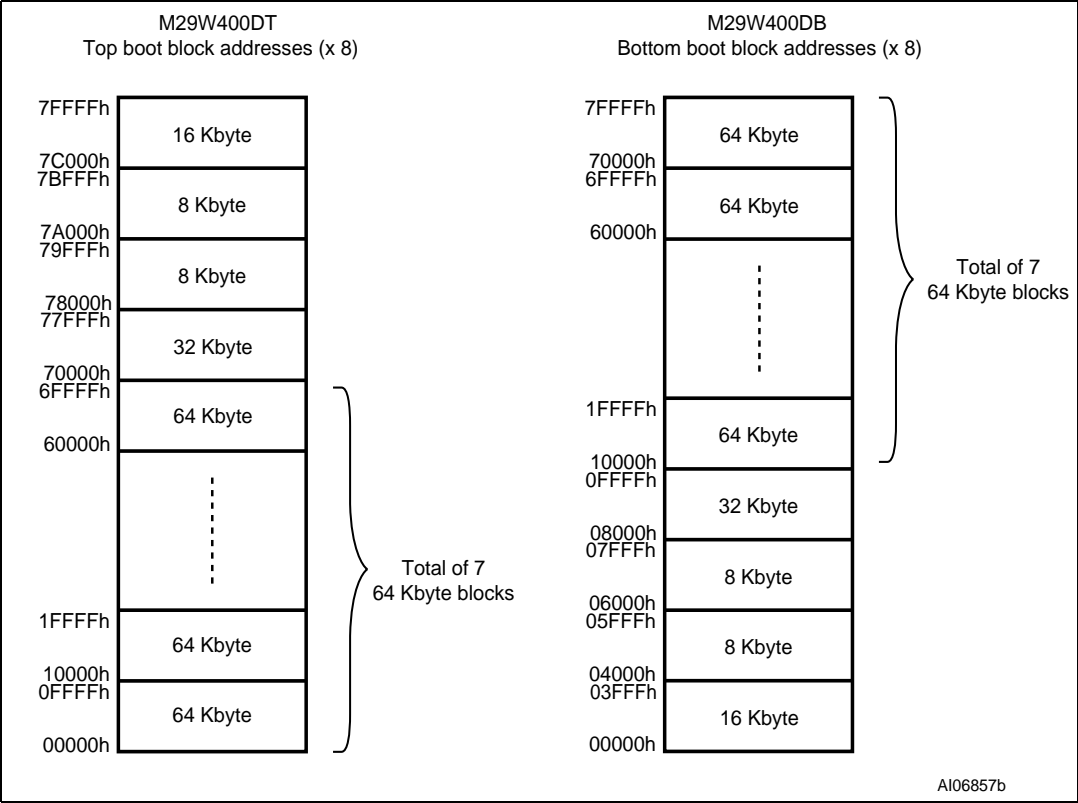 M29W400DT
Top boot block addresses (x 8)
7FFFFh
16 Kbyte
7C000h
7BFFFh
8 Kbyte
7A000h
79FFFh
8 Kbyte
78000h
77FFFh
32 Kbyte
70000h
6FFFFh
64 Kbyte
60000h
Total of 7
64 Kbyte blocks
1FFFFh
64 Kbyte
10000h
0FFFFh
64 Kbyte
00000h
M29W400DB
Bottom boot block addresses (x 8)
7FFFFh
64 Kbyte
70000h
6FFFFh
64 Kbyte
60000h
Total of 7
64 Kbyte blocks
1FFFFh
64 Kbyte
10000h
0FFFFh
32 Kbyte
08000h
07FFFh
8 Kbyte
06000h
05FFFh
8 Kbyte
04000h
03FFFh
16 Kbyte
00000h
AI06857b